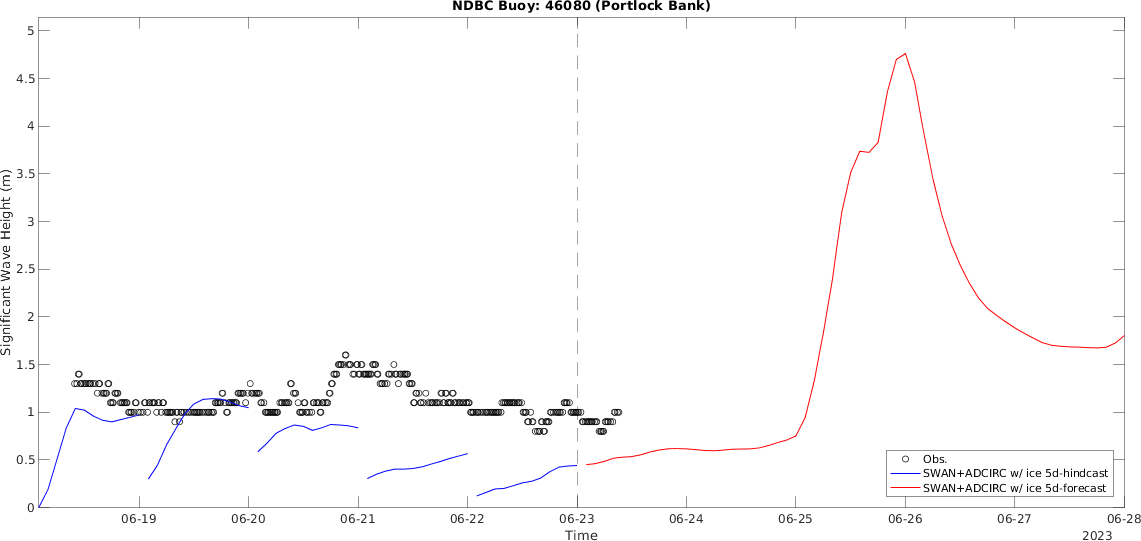 NDBC Buoy: 46080 (Portlock Bank)
5
4.5
4
3.5
3
2.5
2
1.5
1
0.5
0
Significant Wave Height (m)
Obs.
SWAN+ADCIRC w/ ice 5d-hindcast
SWAN+ADCIRC w/ ice 5d-forecast
06-19 06-20 06-21 06-22 06-23 06-24 06-25 06-26 06-27 06-28
Time
2023